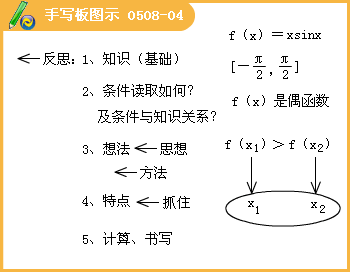 手写板图示 0508-04
反思：1、知识（基础）
2、条件读取如何？
及条件与知识关系？
3、想法 思想
方法
4、特点 抓住
5、计算、书写
f（x）＝xsinx
[-π/2，π/2]
f（x）是偶函数
f（x₁）＞f（x₂）
x₁ x₂